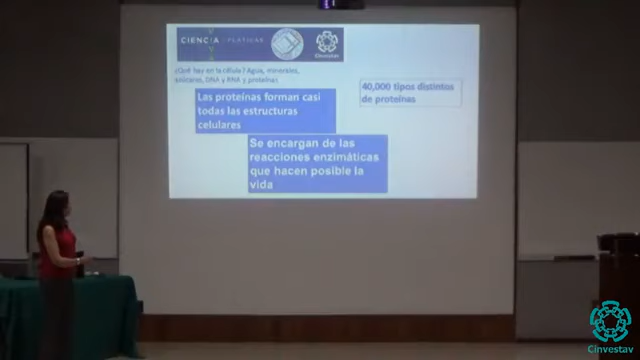 CIENCIA PLÁTICAS
Cinvestav
¿Qué hay en la célula? Agua, minerales,
azúcares, DNA y RNA y proteínas
40,000 tipos distintos
de proteínas
Las proteínas forman casi
todas las estructuras
celulares
Se encargan de las
reacciones enzimáticas
que hacen posible la
vida
Cinvestav